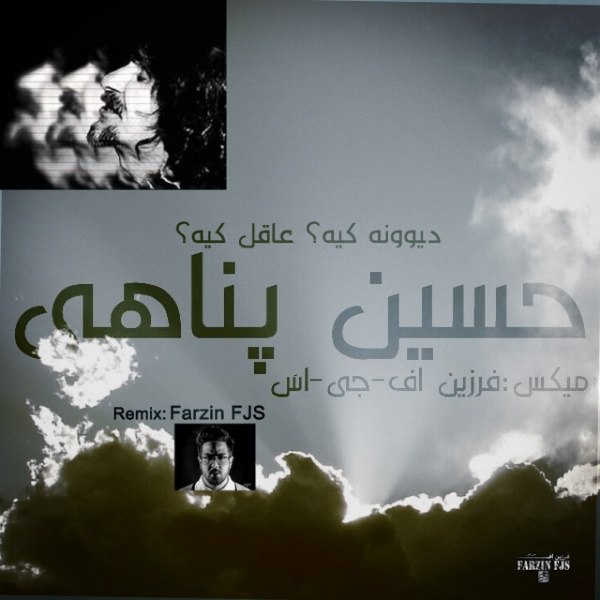 دیوونه کیه؟ عاقل کیه؟
حسین پناهی
میکس:فرزین اف-جی-اس
Remix: Farzin FJS
FARZIN FJS